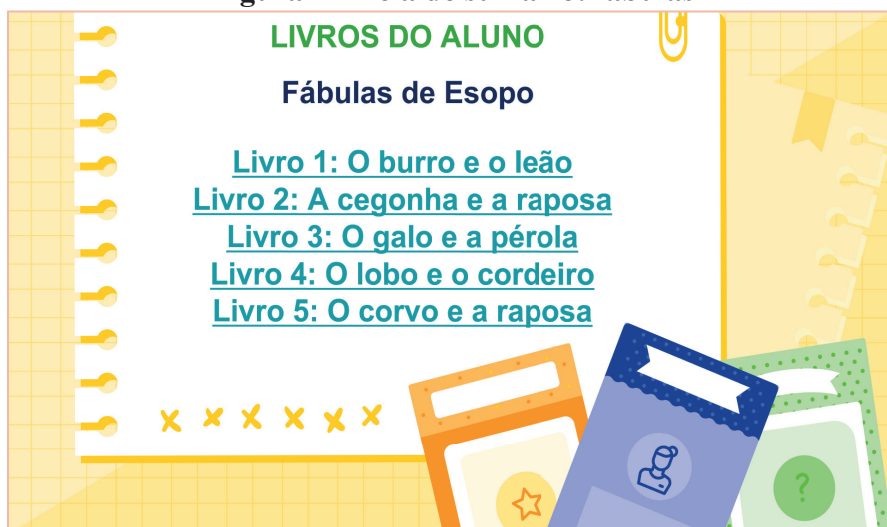 LIVROS DO ALUNO
Fábulas de Esopo
Livro 1: O burro e o leão
Livro 2: A cegonha e a raposa
Livro 3: O galo e a pérola
Livro 4: O lobo e o cordeiro
Livro 5: O corvo e a raposa
?